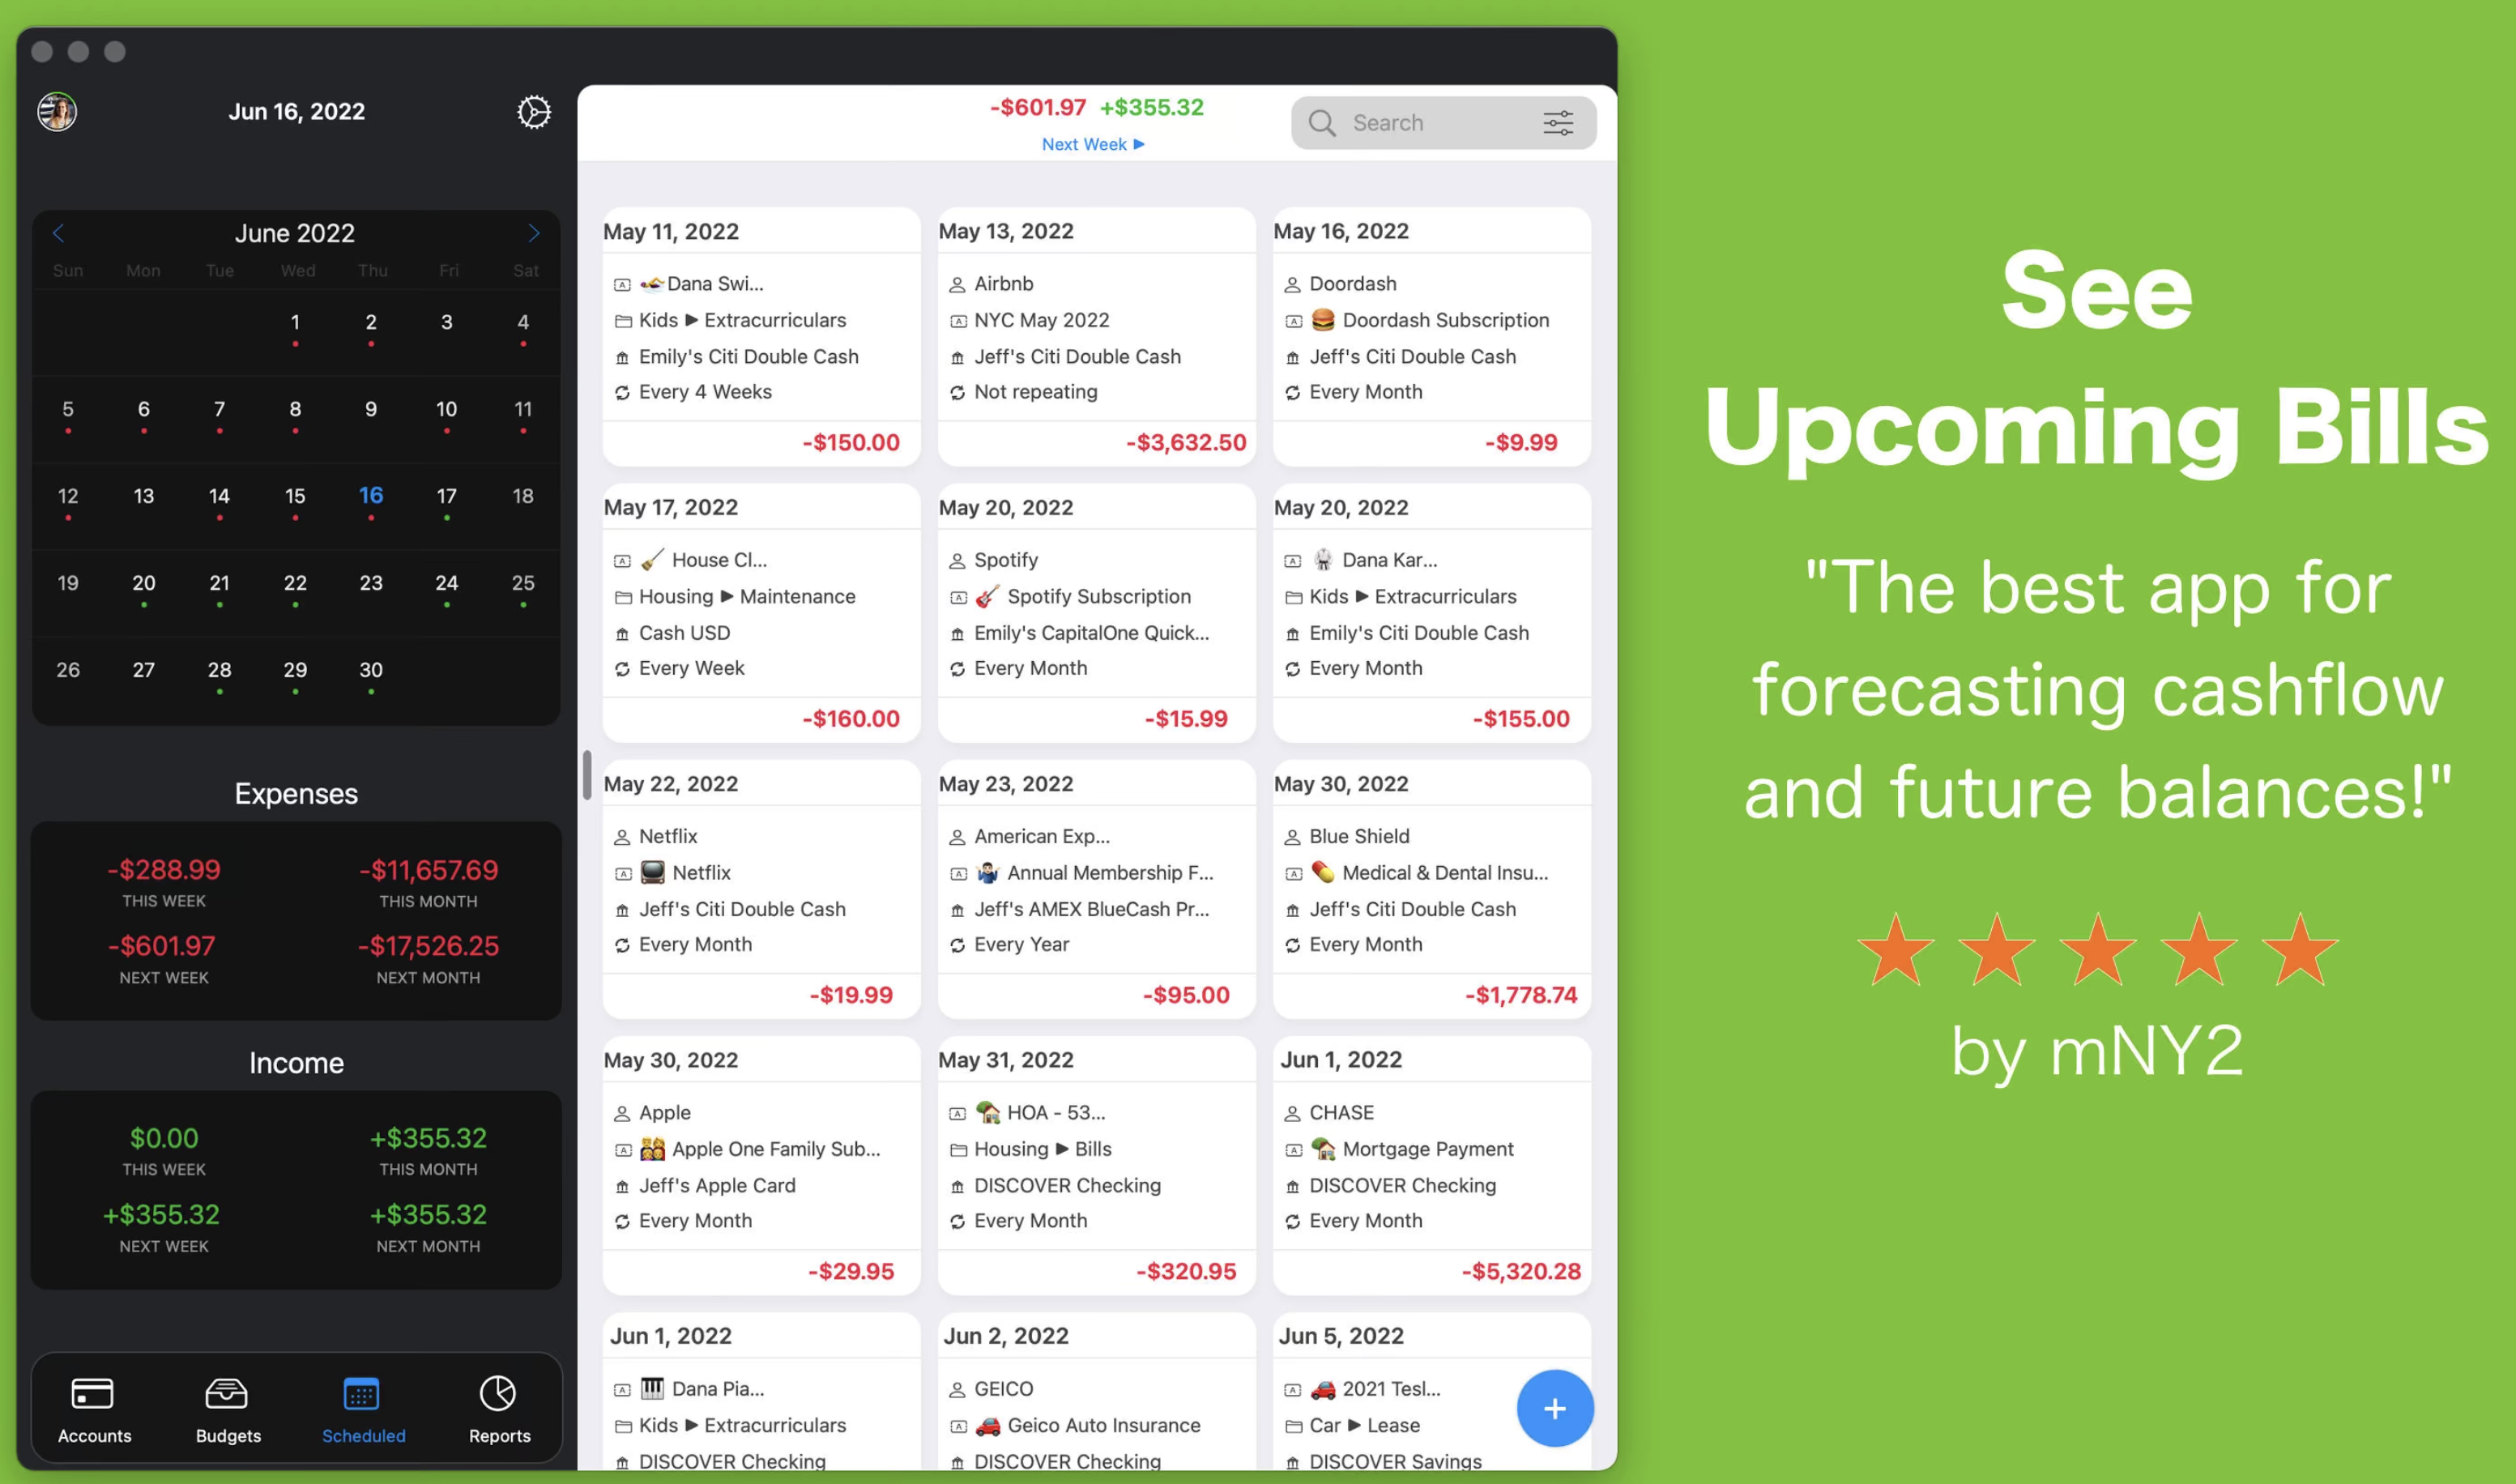 Jun 16, 2022
June 2022
Sun Mon Tue Wed Thu Fri Sat
1 2 3 4
5 6 7 8 9 10 11
12 13 14 15 16 17 18
19 20 21 22 23 24 25
26 27 28 29 30
Expenses
-$288.99 -$11,657.69
THIS WEEK THIS MONTH
-$601.97 -$17,526.25
NEXT WEEK NEXT MONTH
Income
$0.00 +$355.32
THIS WEEK THIS MONTH
+$355.32 +$355.32
NEXT WEEK NEXT MONTH
Accounts Budgets Scheduled Reports
-$601.97 +$355.32
Next Week ▶
Search
May 11, 2022
Dana Swi...
Kids ▶ Extracurriculars
Emily's Citi Double Cash
Every 4 Weeks
-$150.00
May 13, 2022
Airbnb
NYC May 2022
Jeff's Citi Double Cash
Not repeating
-$3,632.50
May 16, 2022
Doordash
Doordash Subscription
Jeff's Citi Double Cash
Every Month
-$9.99
May 17, 2022
House Cl...
Housing ▶ Maintenance
Cash USD
Every Week
-$160.00
May 20, 2022
Spotify
Spotify Subscription
Emily's CapitalOne Quick...
Every Month
-$15.99
May 20, 2022
Dana Kar...
Kids ▶ Extracurriculars
Emily's Citi Double Cash
Every Month
-$155.00
May 22, 2022
Netflix
Netflix
Jeff's Citi Double Cash
Every Month
-$19.99
May 23, 2022
American Exp...
Annual Membership F...
Jeff's AMEX BlueCash Pr...
Every Year
-$95.00
May 30, 2022
Blue Shield
Medical & Dental Insu...
Jeff's Citi Double Cash
Every Month
-$1,778.74
May 30, 2022
Apple
Apple One Family Sub...
Jeff's Apple Card
Every Month
-$29.95
May 31, 2022
HOA - 53...
Housing ▶ Bills
DISCOVER Checking
Every Month
-$320.95
Jun 1, 2022
CHASE
Mortgage Payment
DISCOVER Checking
Every Month
-$5,320.28
Jun 1, 2022
Dana Pia...
Kids ▶ Extracurriculars
DISCOVER Checking
Jun 2, 2022
GEICO
Geico Auto Insurance
DISCOVER Checking
Jun 5, 2022
2021 Tesl...
Car ▶ Lease
DISCOVER Savings
See
Upcoming Bills
"The best app for
forecasting cashflow
and future balances!"
by mNY2